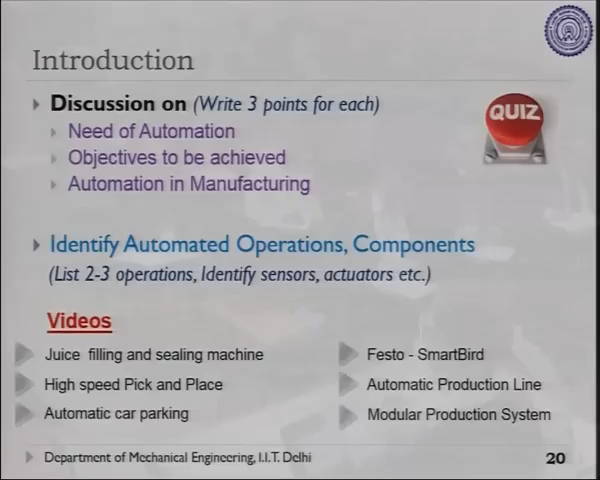 Introduction
Discussion on (Write 3 points for each)
QUIZ
Need of Automation
Objectives to be achieved
Automation in Manufacturing
Identify Automated Operations, Components
(List 2-3 operations, Identify sensors, actuators etc.)
Videos
Juice filling and sealing machine
Festo - SmartBird
High speed Pick and Place
Automatic Production Line
Automatic car parking
Modular Production System
Department of Mechanical Engineering, I.I.T. Delhi
20